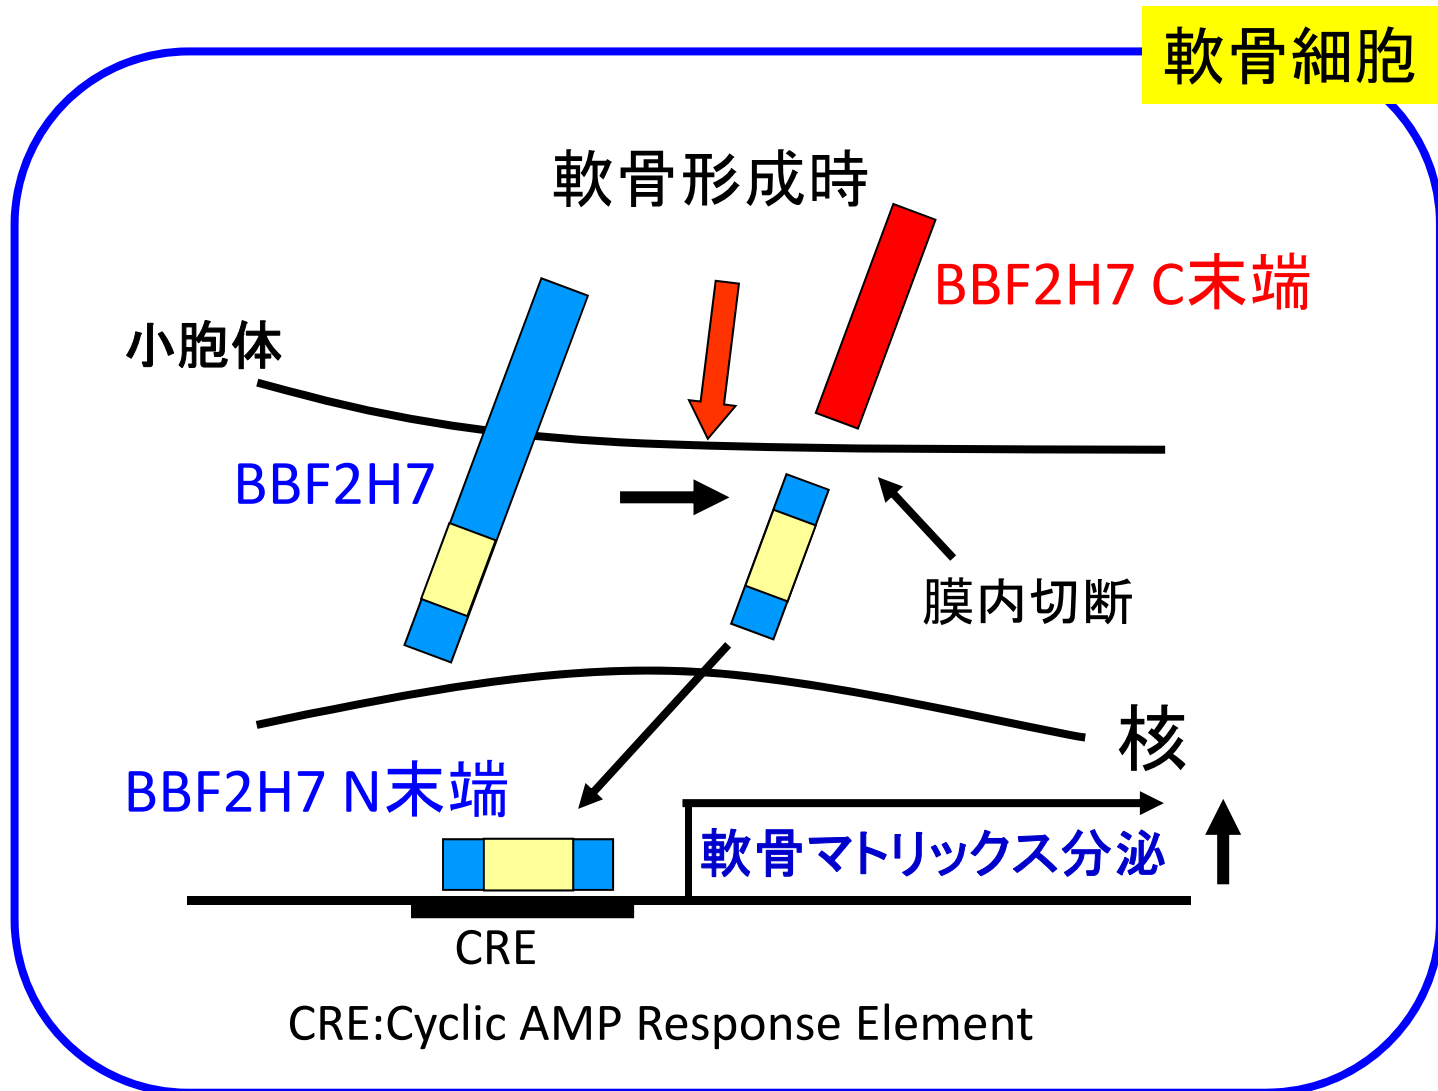 軟骨細胞
軟骨形成時
BBF2H7 C末端
小胞体
BBF2H7
膜内切断
核
BBF2H7 N末端
軟骨マトリックス分泌
CRE
CRE:Cyclic AMP Response Element